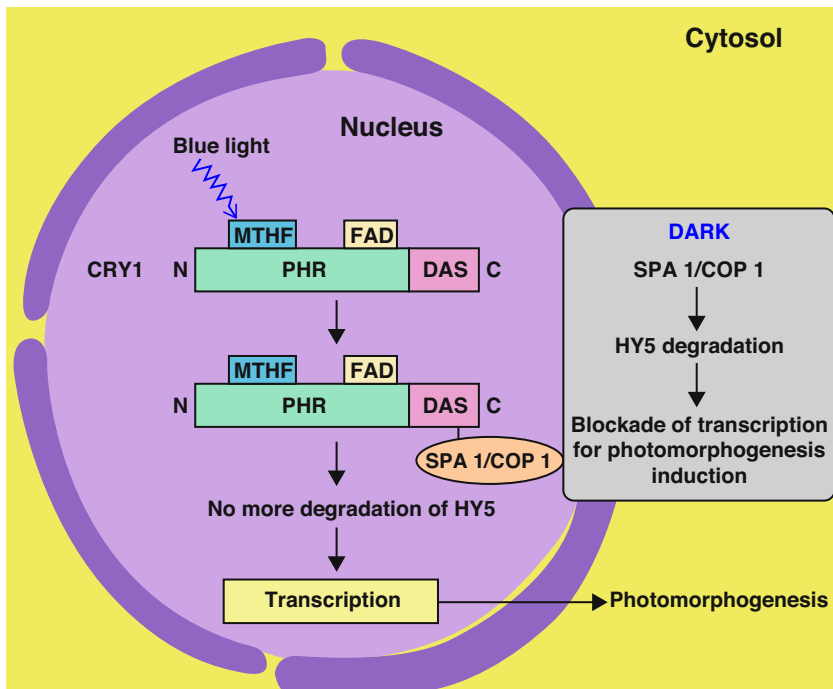 Cytosol
Nucleus
Blue light
MTHF FAD
CRY1 N PHR DAS C
MTHF FAD
N PHR DAS C
SPA 1/COP 1
No more degradation of HY5
Transcription
Photomorphogenesis
DARK
SPA 1/COP 1
HY5 degradation
Blockade of transcription
for photomorphogenesis
induction